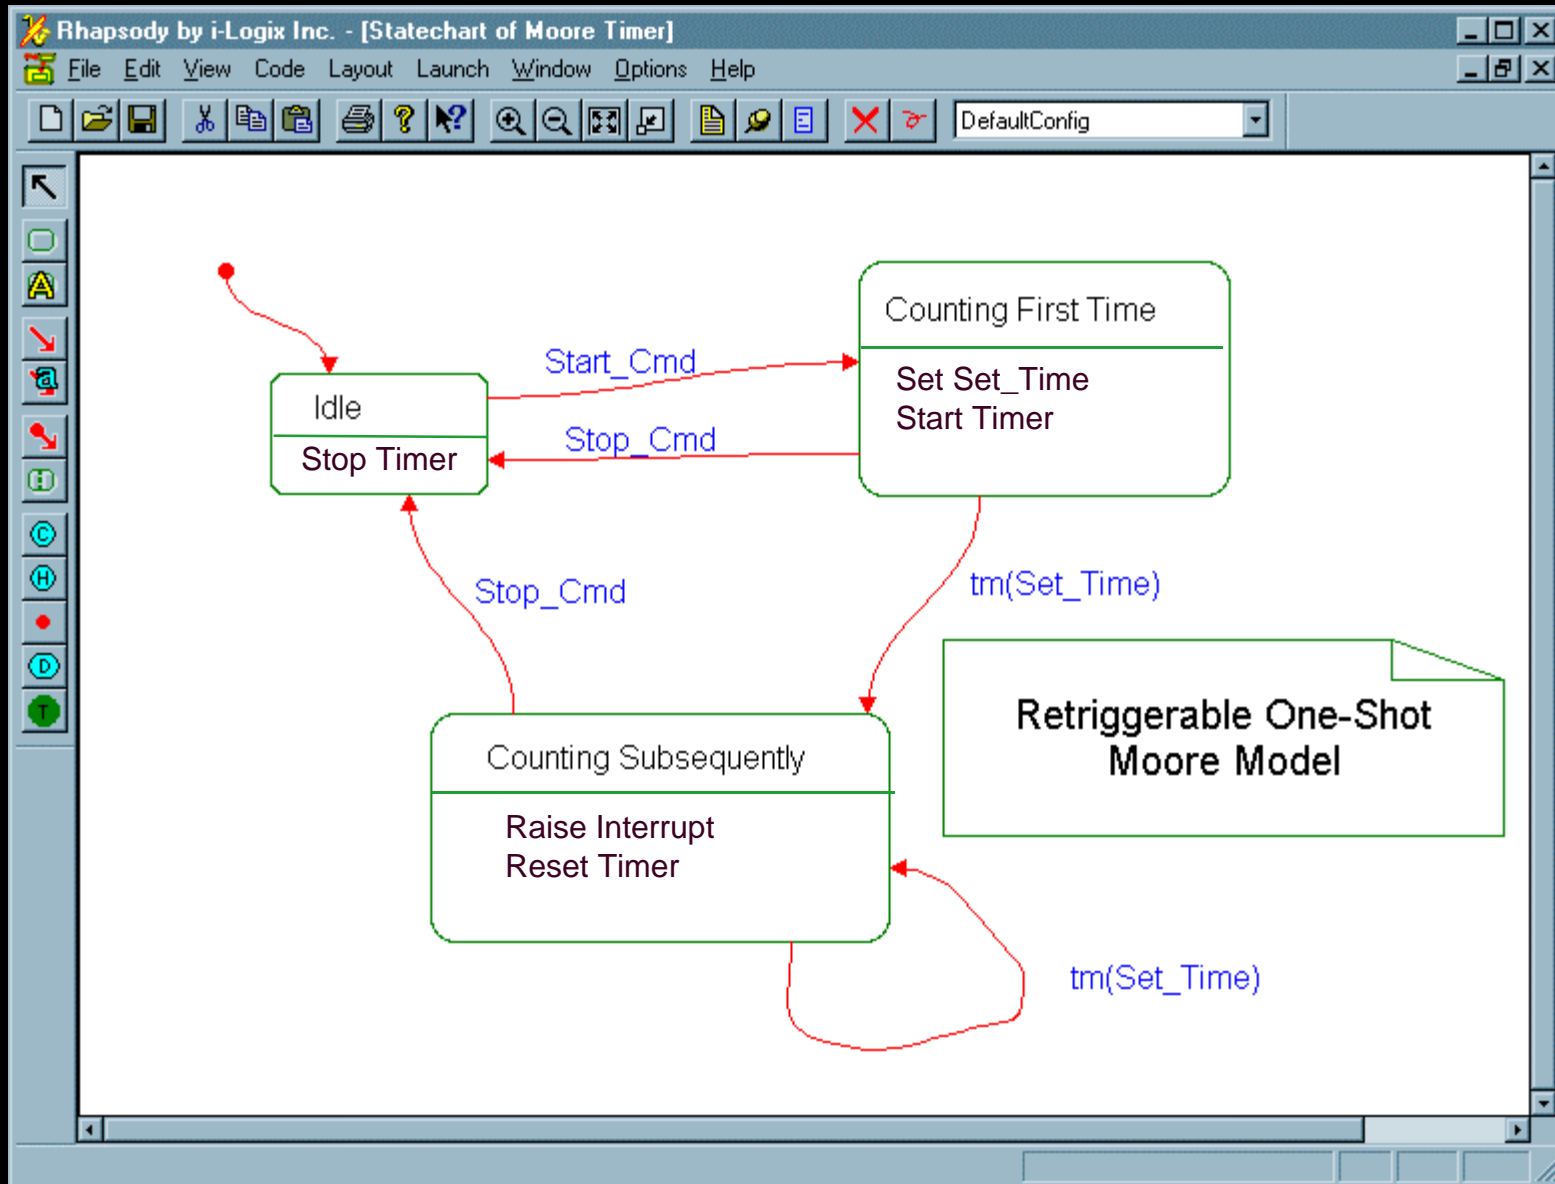 Rhapsody by i-Logix Inc. - [Statechart of Moore Timer]
File Edit View Code Layout Launch Window Options Help
DefaultConfig
Counting First Time
Set Set_Time
Start Timer
Start_Cmd
Idle
Stop Timer
Stop_Cmd
Stop_Cmd
tm(Set_Time)
Retriggerable One-Shot
Moore Model
Counting Subsequently
Raise Interrupt
Reset Timer
tm(Set_Time)
A
a
C
H
D
T